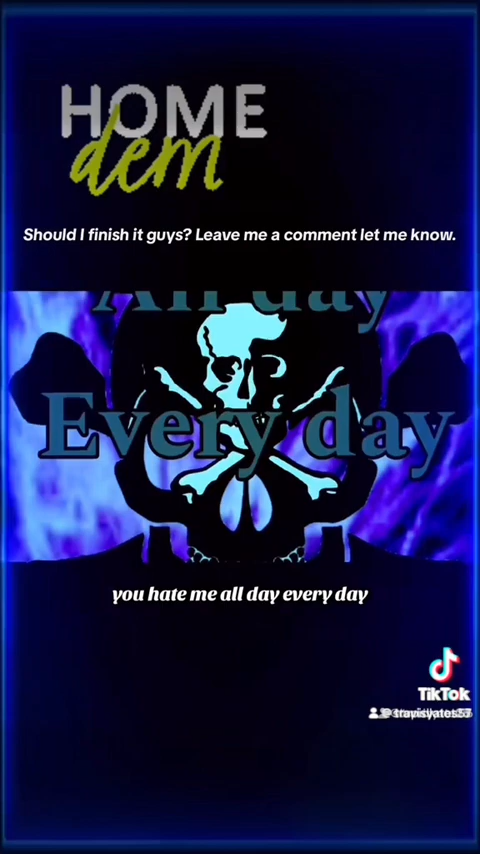 HOME
dem
Should I finish it guys? Leave me a comment let me know.
All day
Every day
you hate me all day every day
TikTok